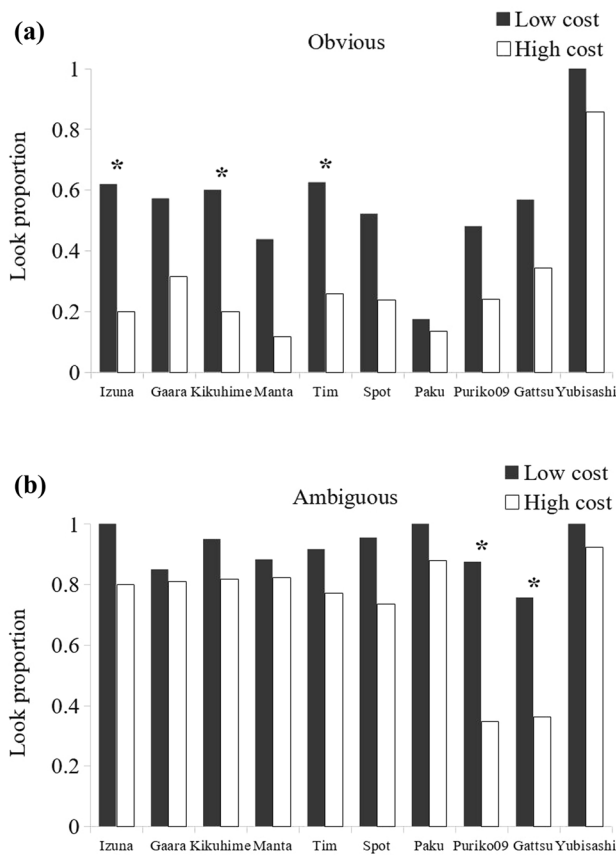 (a)
Obvious
Low cost
High cost
Look proportion
1
0.8
0.6
0.4
0.2
0
* * *
Izuna Gaara Kikuhime Manta Tim Spot Paku Puriko09 Gattsu Yubisashi
(b)
Ambiguous
Low cost
High cost
Look proportion
1
0.8
0.6
0.4
0.2
0
* *
Izuna Gaara Kikuhime Manta Tim Spot Paku Puriko09 Gattsu Yubisashi